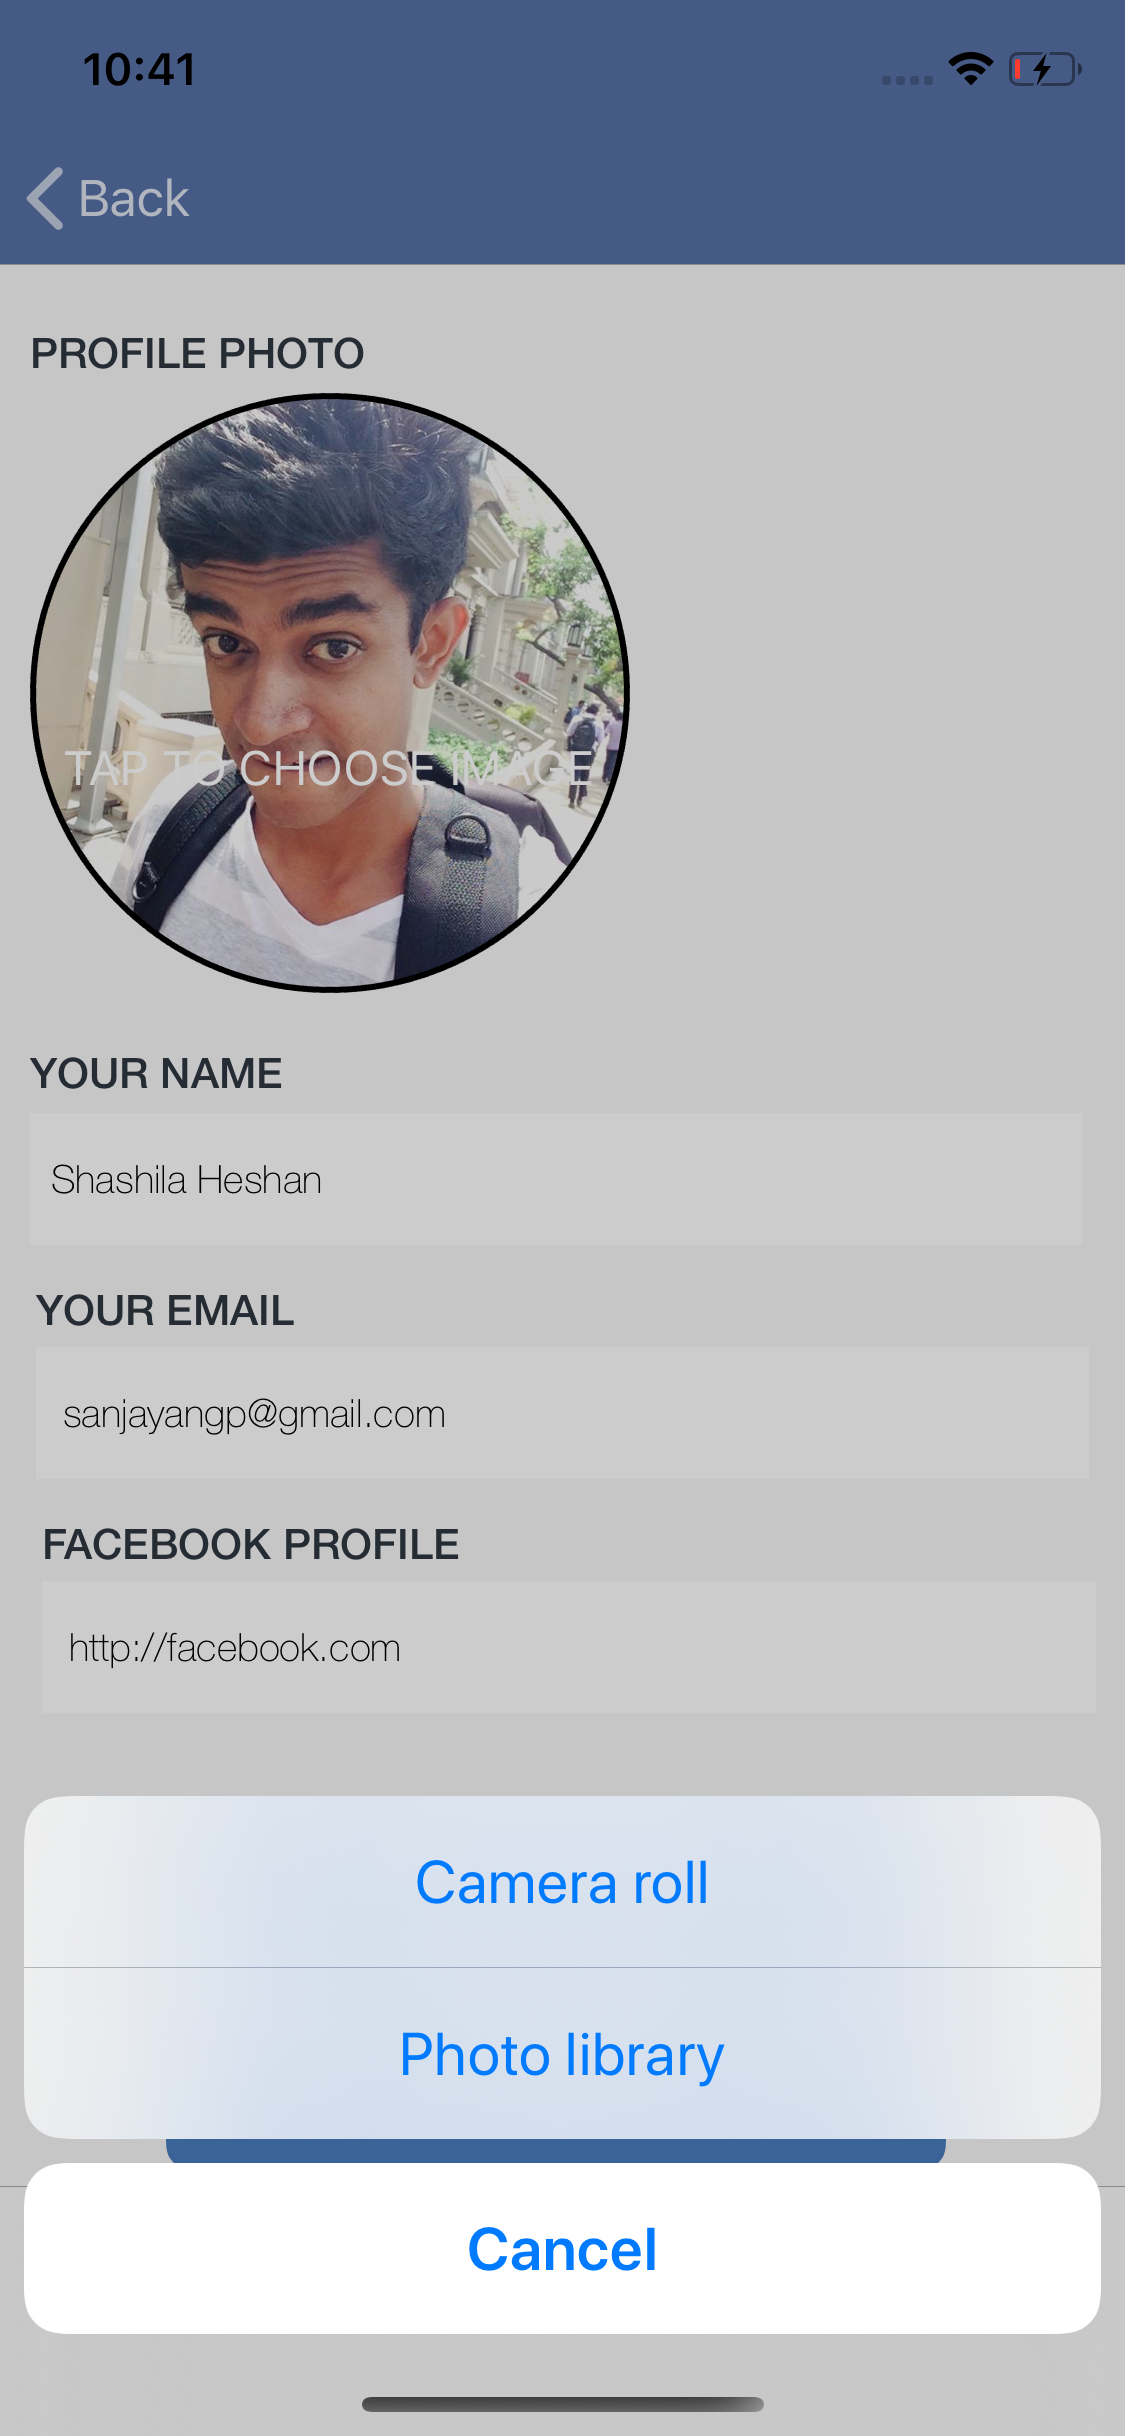 10:41
Back
PROFILE PHOTO
TAP TO CHOOSE IMAGE
YOUR NAME
Shashila Heshan
YOUR EMAIL
sanjayangp@gmail.com
FACEBOOK PROFILE
http://facebook.com
Camera roll
Photo library
Cancel